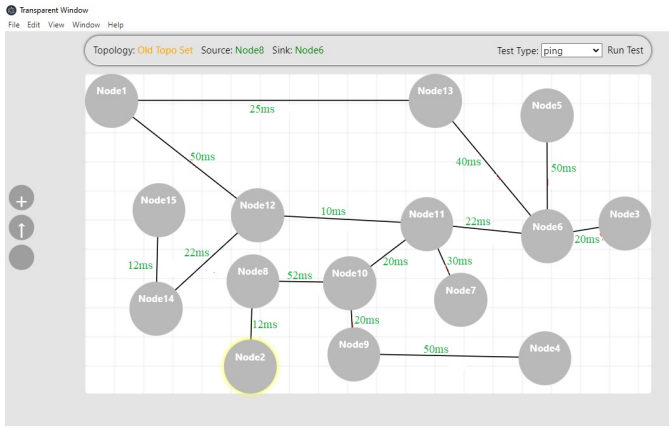 Transparent Window
File Edit View Window Help
Topology: Old Topo Set Source: Node8 Sink: Node6 Test Type: ping Run Test
Node1
Node13
Node5
25ms
50ms
40ms
50ms
Node15
Node12
10ms
Node11
22ms
Node6
Node3
20ms
12ms
22ms
20ms
30ms
Node14
Node8
52ms
Node10
Node7
12ms
20ms
Node2
Node9
50ms
Node4
+
↑